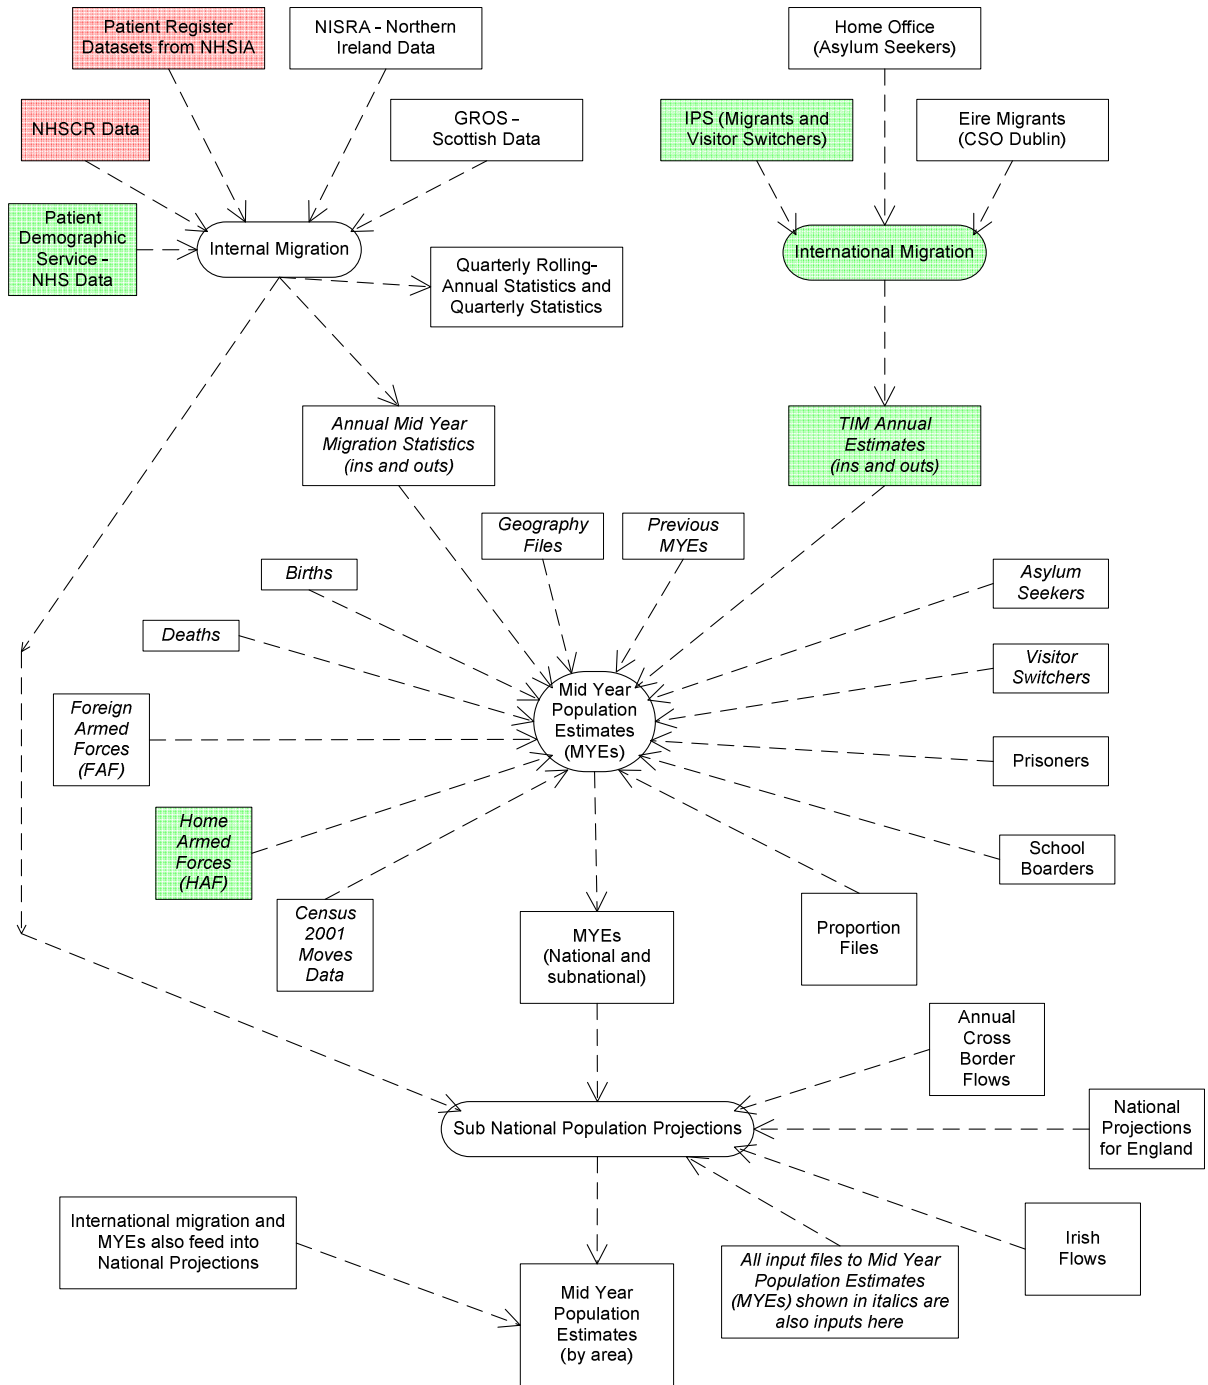 Patient Register
Datasets from NHSIA
NISRA – Northern
Ireland Data
Home Office
(Asylum Seekers)
NHSCR Data
GROS –
Scottish Data
IPS (Migrants and
Visitor Switchers)
Eire Migrants
(CSO Dublin)
Patient
Demographic
Service –
NHS Data
Internal Migration
International Migration
Quarterly Rolling-
Annual Statistics and
Quarterly Statistics
Annual Mid Year
Migration Statistics
(ins and outs)
TIM Annual
Estimates
(ins and outs)
Geography
Files
Previous
MYEs
Births
Asylum
Seekers
Deaths
Visitor
Switchers
Mid Year
Population
Estimates
(MYEs)
Foreign
Armed
Forces
(FAF)
Prisoners
Home
Armed
Forces
(HAF)
School
Boarders
Census
2001
Moves
Data
MYEs
(National and
subnational)
Proportion
Files
Annual
Cross
Border
Flows
Sub National Population Projections
National
Projections
for England
International migration and
MYEs also feed into
National Projections
Irish
Flows
All input files to Mid Year
Population Estimates
(MYEs) shown in italics are
also inputs here
Mid Year
Population
Estimates
(by area)